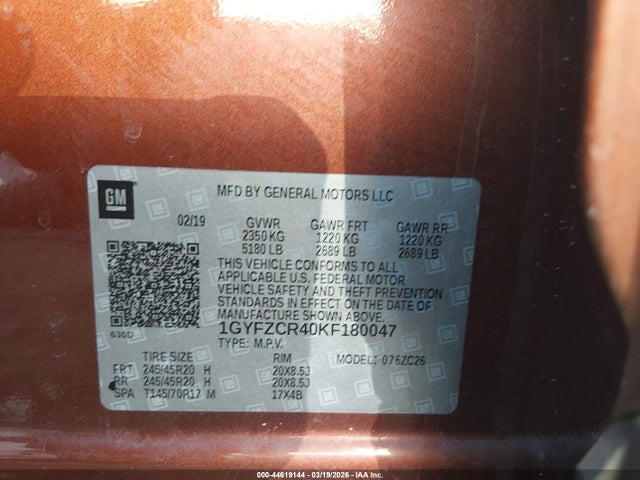 GM
MFD BY GENERAL MOTORS LLC
02/19 GVWR GAWR FRT GAWR RR
2350 KG 1220 KG 1220 KG
5180 LB 2689 LB 2689 LB
THIS VEHICLE CONFORMS TO ALL
APPLICABLE U.S. FEDERAL MOTOR
VEHICLE SAFETY AND THEFT
PREVENTION STANDARDS IN EFFECT
ON THE DATE OF
MANUFACTURE SHOWN ABOVE.
1GYFZCR40KF180047
630D
TYPE: M.P.V.
TIRE SIZE RIM MODEL: 076ZC26
FRT 245/45R20 H 20X8.5J
RR 245/45R20 H 20X8.5J
SPA T145/70R17 M 17X4B
000-44619144 - 03/19/2026 - IAAI.COM